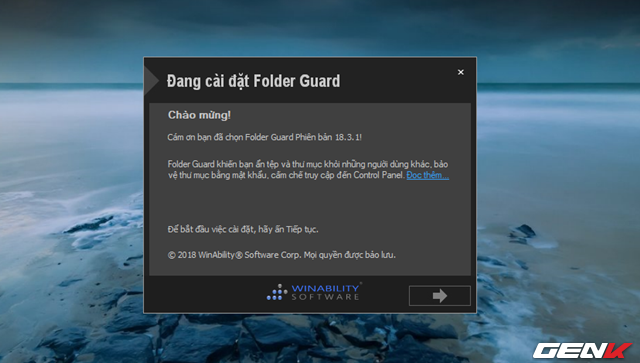 Đang cài đặt Folder Guard
Chào mừng!
Cám ơn bạn đã chọn Folder Guard Phiên bản 18.3.1!
Folder Guard khiến bạn ẩn tệp và thư mục khỏi những người dùng khác, bảo
vệ thư mục bằng mật khẩu, cấm chế truy cập đến Control Panel. Đọc thêm...
Để bắt đầu việc cài đặt, hãy ấn Tiếp tục.
© 2018 WinAbility® Software Corp. Mọi quyền được bảo lưu.
WINABILITY®
SOFTWARE
GENK